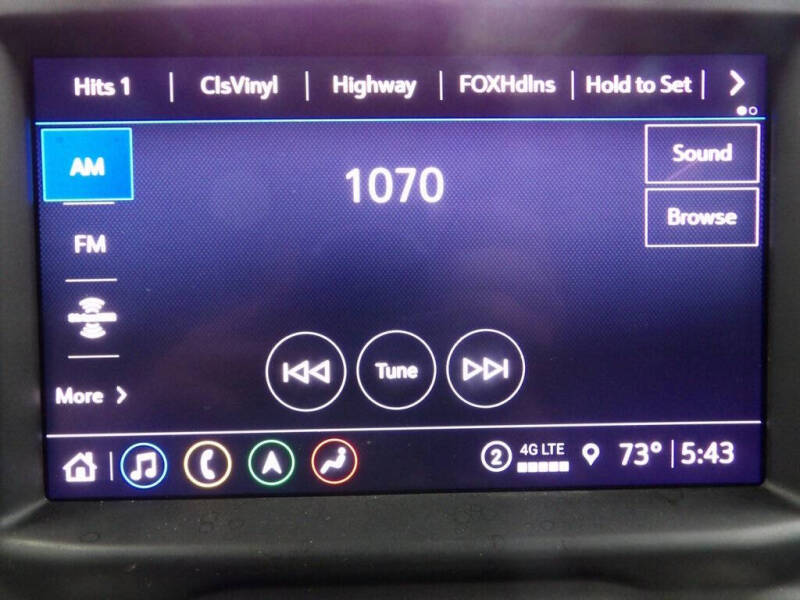 Hits 1 | ClsVinyl | Highway | FOXHdlns | Hold to Set |
AM
1070
Sound
FM
Browse
Tune
More
2 4G LTE 73° | 5:43